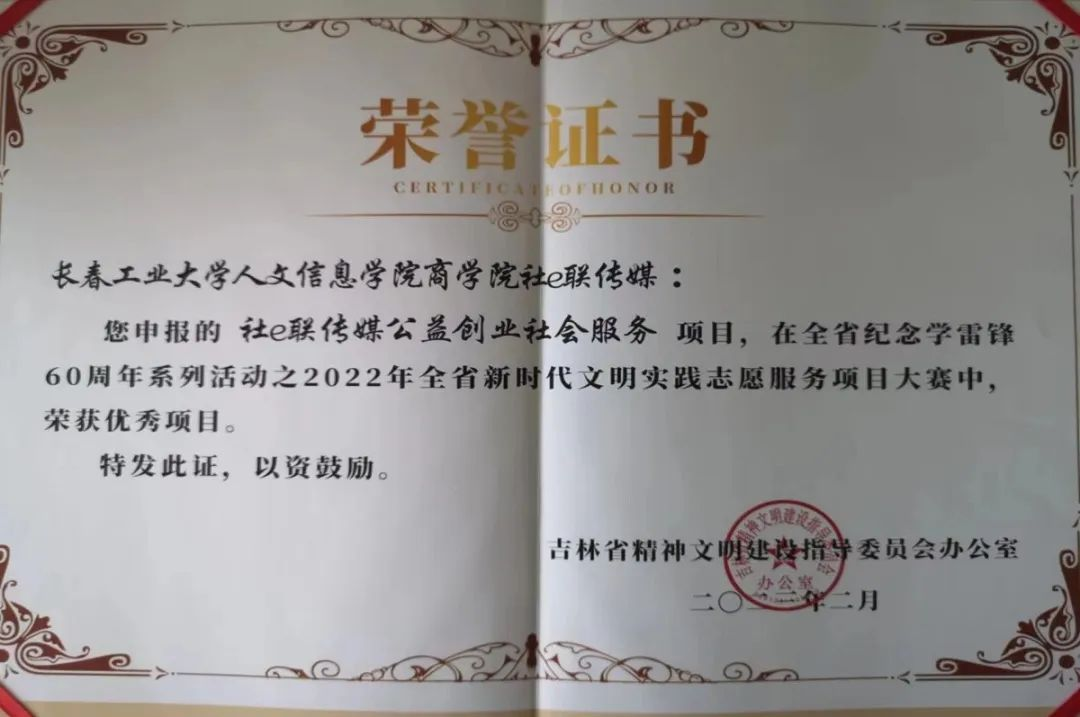 荣誉证书
CERTIFICATEOFHONOR
长春工业大学人文信息学院商学院社e联传媒：
您申报的 社e联传媒公益创业社会服务 项目，在全省纪念学雷锋
60周年系列活动之2022年全省新时代文明实践志愿服务项目大赛中，
荣获优秀项目。
特发此证，以资鼓励。
吉林省精神文明建设指导委员会办公室
办公室
年二月